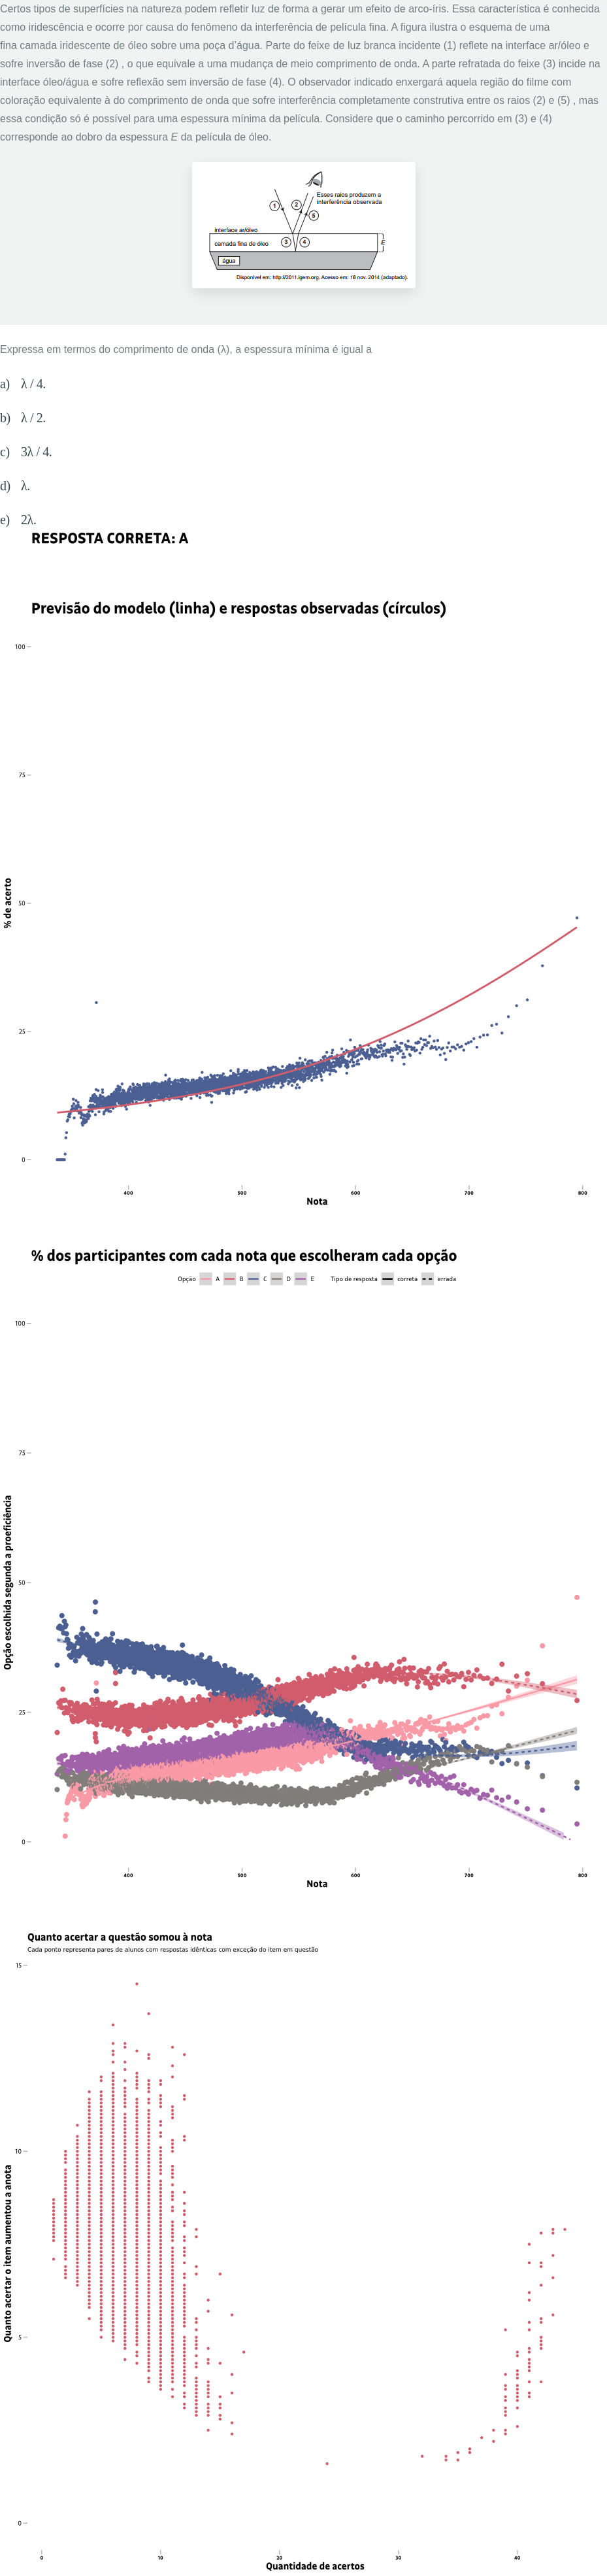 Certos tipos de superfícies na natureza podem refletir luz de forma a gerar um efeito de arco-íris. Essa característica é conhecida
como iridescência e ocorre por causa do fenômeno da interferência de película fina. A figura ilustra o esquema de uma
fina camada iridescente de óleo sobre uma poça d’água. Parte do feixe de luz branca incidente (1) reflete na interface ar/óleo e
sofre inversão de fase (2) , o que equivale a uma mudança de meio comprimento de onda. A parte refratada do feixe (3) incide na
interface óleo/água e sofre reflexão sem inversão de fase (4). O observador indicado enxergará aquela região do filme com
coloração equivalente à do comprimento de onda que sofre interferência completamente construtiva entre os raios (2) e (5) , mas
essa condição só é possível para uma espessura mínima da película. Considere que o caminho percorrido em (3) e (4)
corresponde ao dobro da espessura E da película de óleo.
Esses raios produzem a
interferência observada
1
2
5
interface ar/óleo
camada fina de óleo
3
4
E
água
Disponível em: http://2011.igem.org. Acesso em: 18 nov. 2014 (adaptado).
Expressa em termos do comprimento de onda (λ), a espessura mínima é igual a
a) λ / 4.
b) λ / 2.
c) 3λ / 4.
d) λ.
e) 2λ.
RESPOSTA CORRETA: A
Previsão do modelo (linha) e respostas observadas (círculos)
100
75
50
25
0
% de acerto
400 500 600 700 800
Nota
% dos participantes com cada nota que escolheram cada opção
Opção A B C D E Tipo de resposta correta errada
100
75
50
25
0
Opção escolhida segunda a proeficiência
400 500 600 700 800
Nota
Quanto acertar a questão somou à nota
Cada ponto representa pares de alunos com respostas idênticas com exceção do item em questão
15
10
5
0
Quanto acertar o item aumentou a anota
0 10 20 30 40
Quantidade de acertos